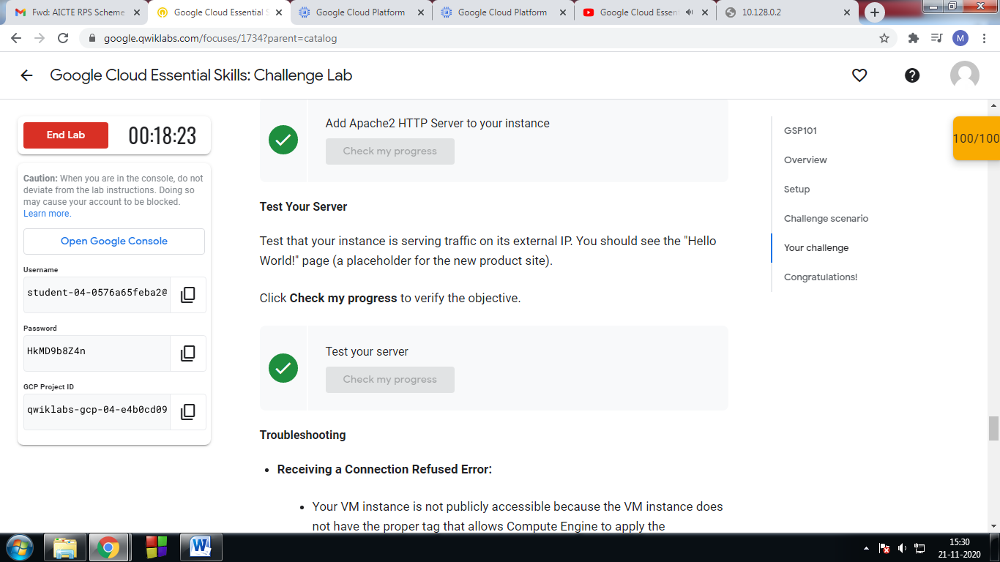 Fwd: AICTE RPS Scheme
Google Cloud Essential S
Google Cloud Platform
Google Cloud Platform
Google Cloud Essen
10.128.0.2
google.qwiklabs.com/focuses/1734?parent=catalog
M
Google Cloud Essential Skills: Challenge Lab
End Lab
00:18:23
Caution: When you are in the console, do not
deviate from the lab instructions. Doing so
may cause your account to be blocked.
Learn more.
Open Google Console
Username
student-04-0576a65feba2@
Password
HkMD9b8Z4n
GCP Project ID
qwiklabs-gcp-04-e4b0cd09
Add Apache2 HTTP Server to your instance
Check my progress
Test Your Server
Test that your instance is serving traffic on its external IP. You should see the "Hello
World!" page (a placeholder for the new product site).
Click Check my progress to verify the objective.
Test your server
Check my progress
Troubleshooting
• Receiving a Connection Refused Error:
• Your VM instance is not publicly accessible because the VM instance does
not have the proper tag that allows Compute Engine to apply the
GSP101
Overview
Setup
Challenge scenario
Your challenge
Congratulations!
100/100
15:30
21-11-2020